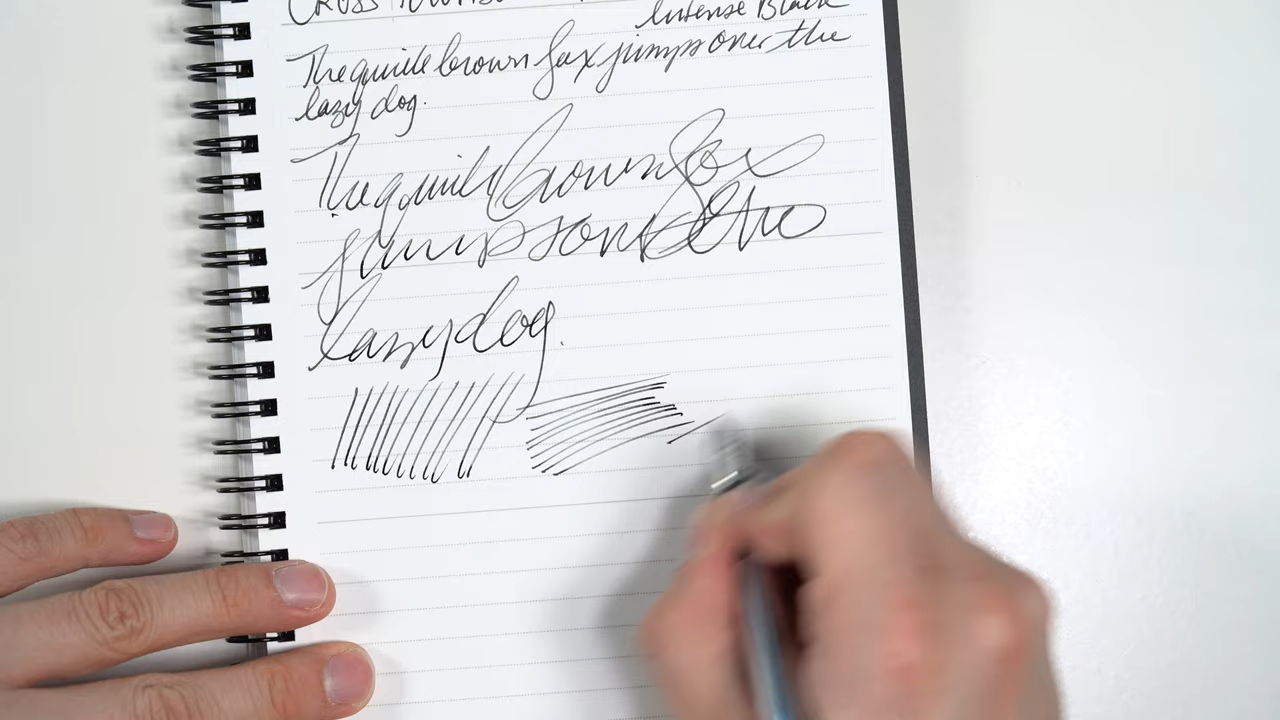 Cross
Intense Black
The quick brown fox jumps over the
lazy dog.
The quick brown fox
jumps over the
lazy dog.